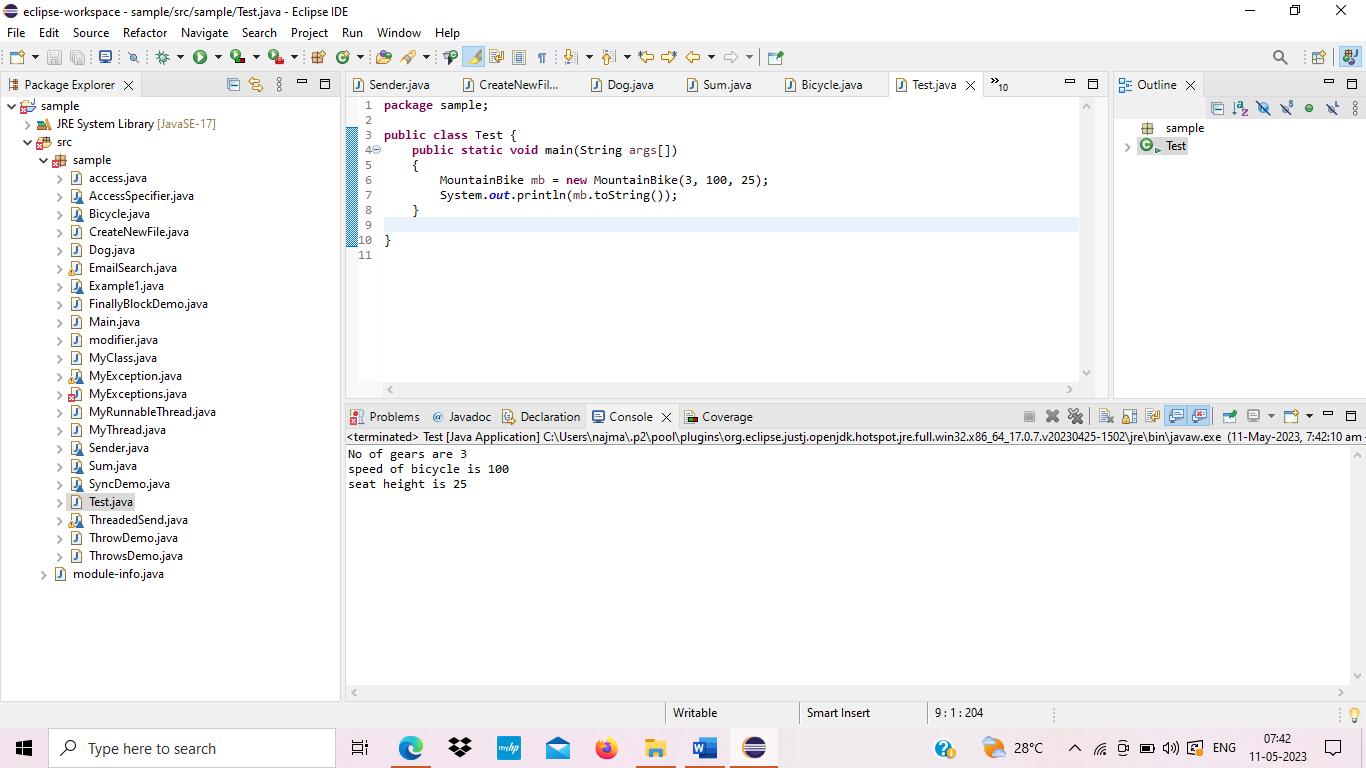 eclipse-workspace - sample/src/sample/Test.java - Eclipse IDE
File Edit Source Refactor Navigate Search Project Run Window Help
Package Explorer
sample
JRE System Library [JavaSE-17]
src
sample
access.java
AccessSpecifier.java
Bicycle.java
CreateNewFile.java
Dog.java
EmailSearch.java
Example1.java
FinallyBlockDemo.java
Main.java
modifier.java
MyClass.java
MyException.java
MyExceptions.java
MyRunnableThread.java
MyThread.java
Sender.java
Sum.java
SyncDemo.java
Test.java
ThreadedSend.java
ThrowDemo.java
ThrowsDemo.java
module-info.java
Sender.java CreateNewFil... Dog.java Sum.java Bicycle.java Test.java »10
1 package sample;
2
3 public class Test {
4 public static void main(String args[])
5 {
6 MountainBike mb = new MountainBike(3, 100, 25);
7 System.out.println(mb.toString());
8 }
9
10 }
11
Outline
sample
Test
Problems @ Javadoc Declaration Console Coverage
<terminated> Test [Java Application] C:\Users\najma\.p2\pool\plugins\org.eclipse.justj.openjdk.hotspot.jre.full.win32.x86_64_17.0.7.v20230425-1502\jre\bin\javaw.exe (11-May-2023, 7:42:10 am –
No of gears are 3
speed of bicycle is 100
seat height is 25
Writable Smart Insert 9 : 1 : 204
Type here to search
myhp
28°C
ENG
07:42
11-05-2023